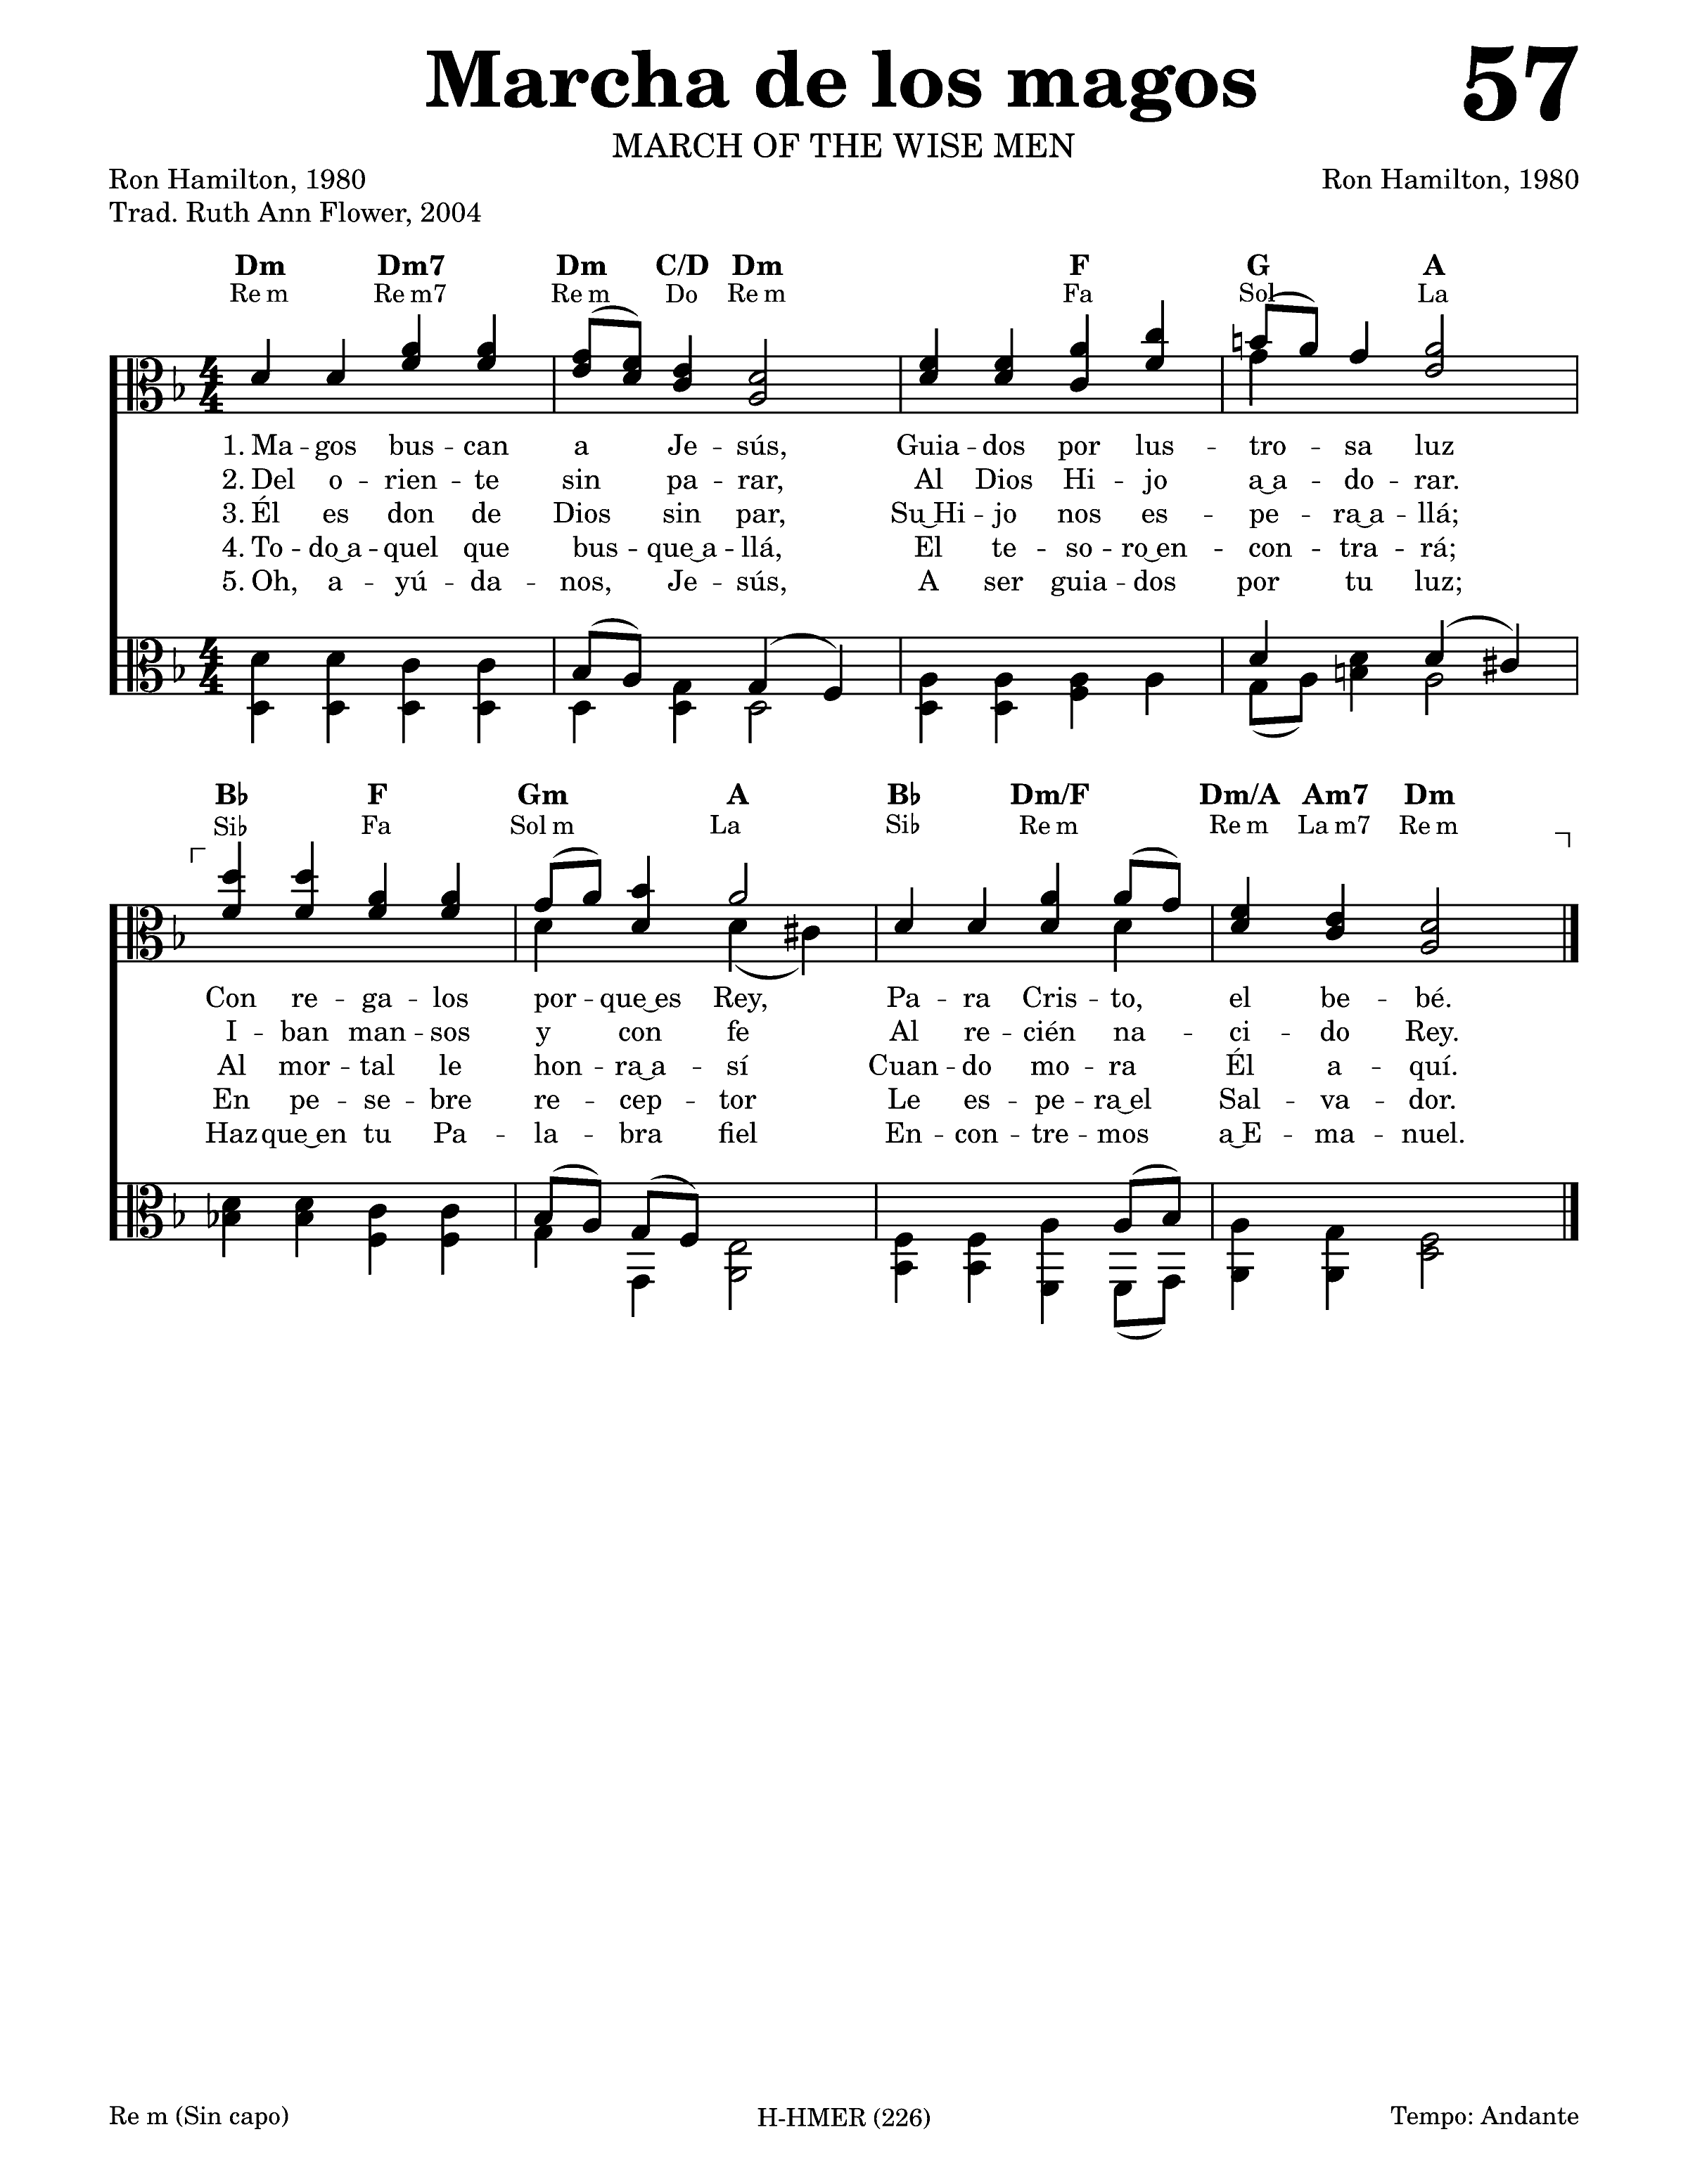 Marcha de los magos
57
MARCH OF THE WISE MEN
Ron Hamilton, 1980
Ron Hamilton, 1980
Trad. Ruth Ann Flower, 2004
Dm Dm7 Dm C/D Dm F G A
Re m Re m7 Re m Do Re m Fa Sol La
4 4
1. Ma -- gos bus -- can a Je -- sús, Guia -- dos por lus -- tro -- sa luz
2. Del o -- rien -- te sin pa -- rar, Al Dios Hi -- jo a‿a -- do -- rar.
3. Él es don de Dios sin par, Su‿Hi -- jo nos es -- pe -- ra‿a -- llá;
4. To -- do‿a -- quel que bus -- que‿a -- llá, El te -- so -- ro‿en -- con -- tra -- rá;
5. Oh, a -- yú -- da -- nos, Je -- sús, A ser guia -- dos por tu luz;
4 4
B♭ F Gm A B♭ Dm/F Dm/A Am7 Dm
Si♭ Fa Sol m La Si♭ Re m Re m La m7 Re m
Con re -- ga -- los por -- que‿es Rey, Pa -- ra Cris -- to, el be -- bé.
I -- ban man -- sos y con fe Al re -- cién na -- ci -- do Rey.
Al mor -- tal le hon -- ra‿a -- sí Cuan -- do mo -- ra Él a -- quí.
En pe -- se -- bre re -- cep -- tor Le es -- pe -- ra‿el Sal -- va -- dor.
Haz que‿en tu Pa -- la -- bra fiel En -- con -- tre -- mos a‿E -- ma -- nuel.
Re m (Sin capo)
H-HMER (226)
Tempo: Andante